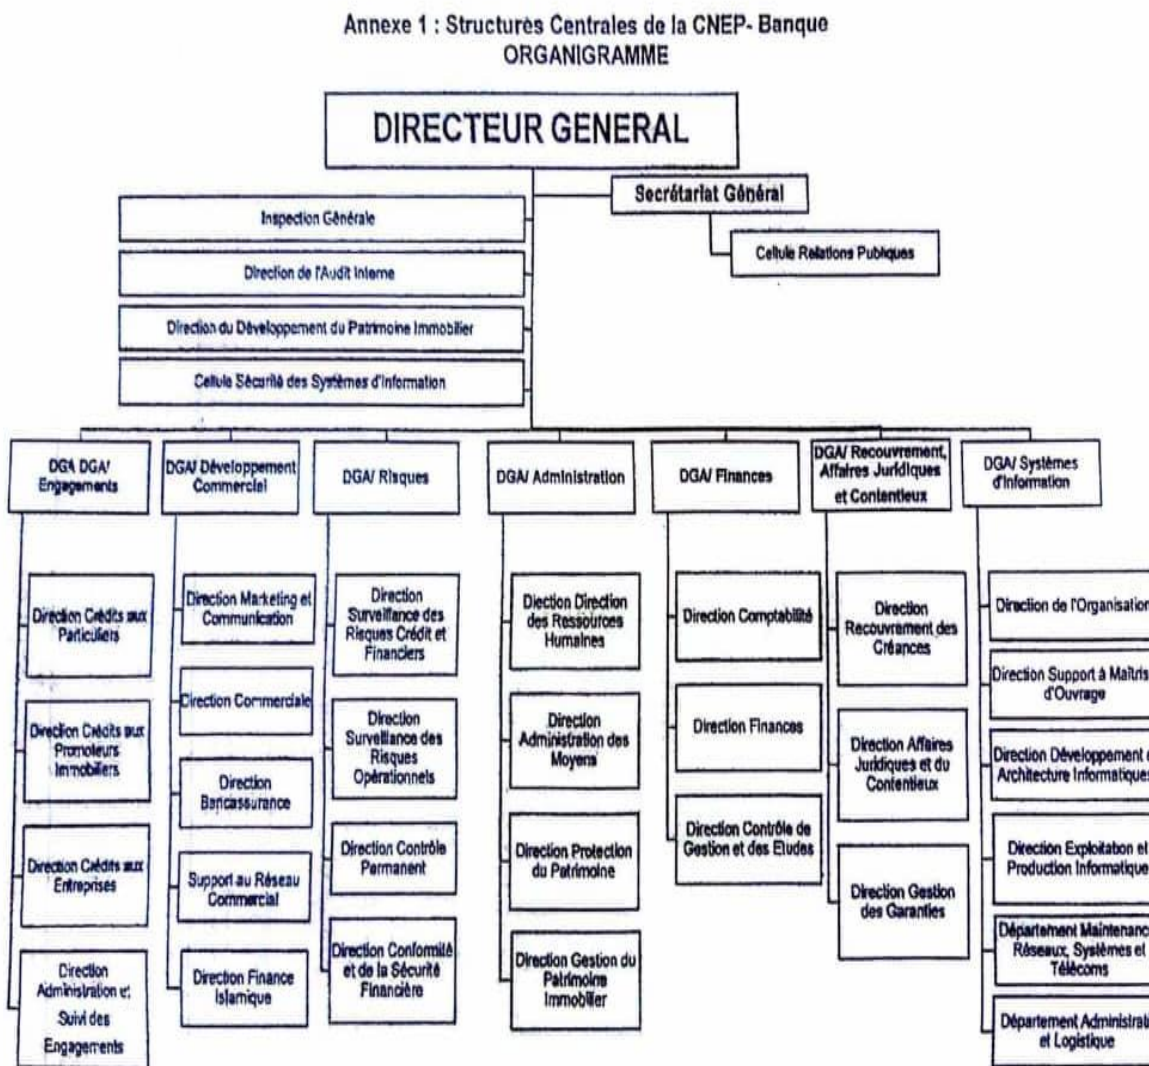 Annexe 1 : Structures Centrales de la CNEP- Banque
ORGANIGRAMME
DIRECTEUR GENERAL
Secrétariat Général
Inspection Générale
Cellule Relations Publiques
Direction de l'Audit Interne
Direction du Développement du Patrimoine Immobilier
Cellule Sécurité des Systèmes d'Information
DGA DGA/
Engagements
DGA/ Développement
Commercial
DGA/ Risques
DGA/ Administration
DGA/ Finances
DGA/ Recouvrement,
Affaires Juridiques
et Contentieux
DGA/ Systèmes
d'Information
Direction Crédits aux
Particuliers
Direction Crédits aux
Promoteurs
Immobiliers
Direction Crédits aux
Entreprises
Direction
Administration et
Suivi des
Engagements
Direction Marketing et
Communication
Direction Commerciale
Direction
Bancassurance
Support au Réseau
Commercial
Direction Finance
Islamique
Direction
Surveillance des
Risques Crédit et
Financiers
Direction
Surveillance des
Risques
Opérationnels
Direction Contrôle
Permanent
Direction Conformité
et de la Sécurité
Financière
Diection Direction
des Ressources
Humaines
Direction
Administration des
Moyens
Direction Protection
du Patrimoine
Direction Gestion du
Patrimoine
Immobilier
Direction Comptabilité
Direction Finances
Direction Contrôle de
Gestion et des Etudes
Direction
Recouvrement des
Créances
Direction Affaires
Juridiques et du
Contentieux
Direction Gestion
des Garanties
Direction de l'Organisation
Direction Support à Maîtris
d'Ouvrage
Direction Développement e
Architecture Informatiques
Direction Exploitation et
Production Informatique
Département Maintenance
Réseaux, Systèmes et
Télécoms
Département Administrati
et Logistique